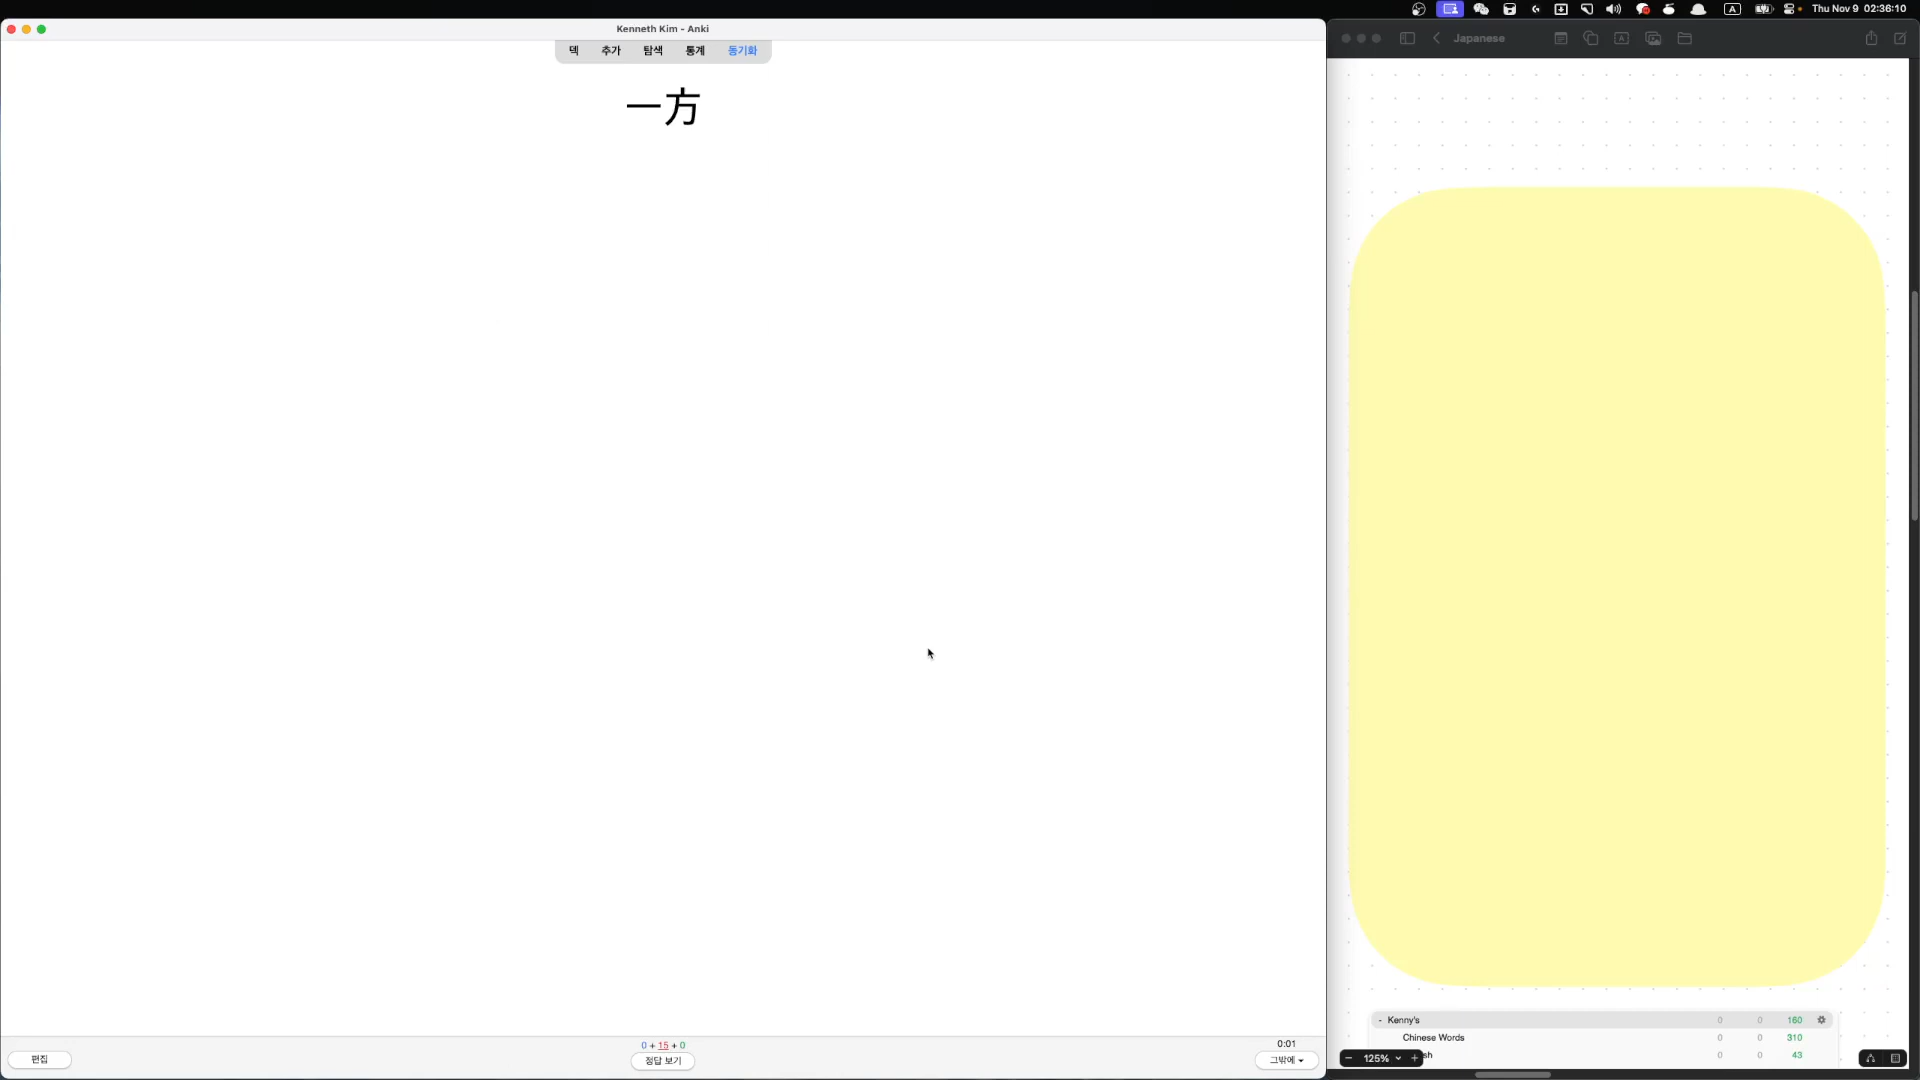 Thu Nov 9 02:36:10
Kenneth Kim - Anki
덱 추가 탐색 통계 동기화
一方
0 + 15 + 0
편집
정답 보기
0:01
그밖에
Japanese
- Kenny's 0 0 160
Chinese Words 0 0 310
sh 0 0 43
125%